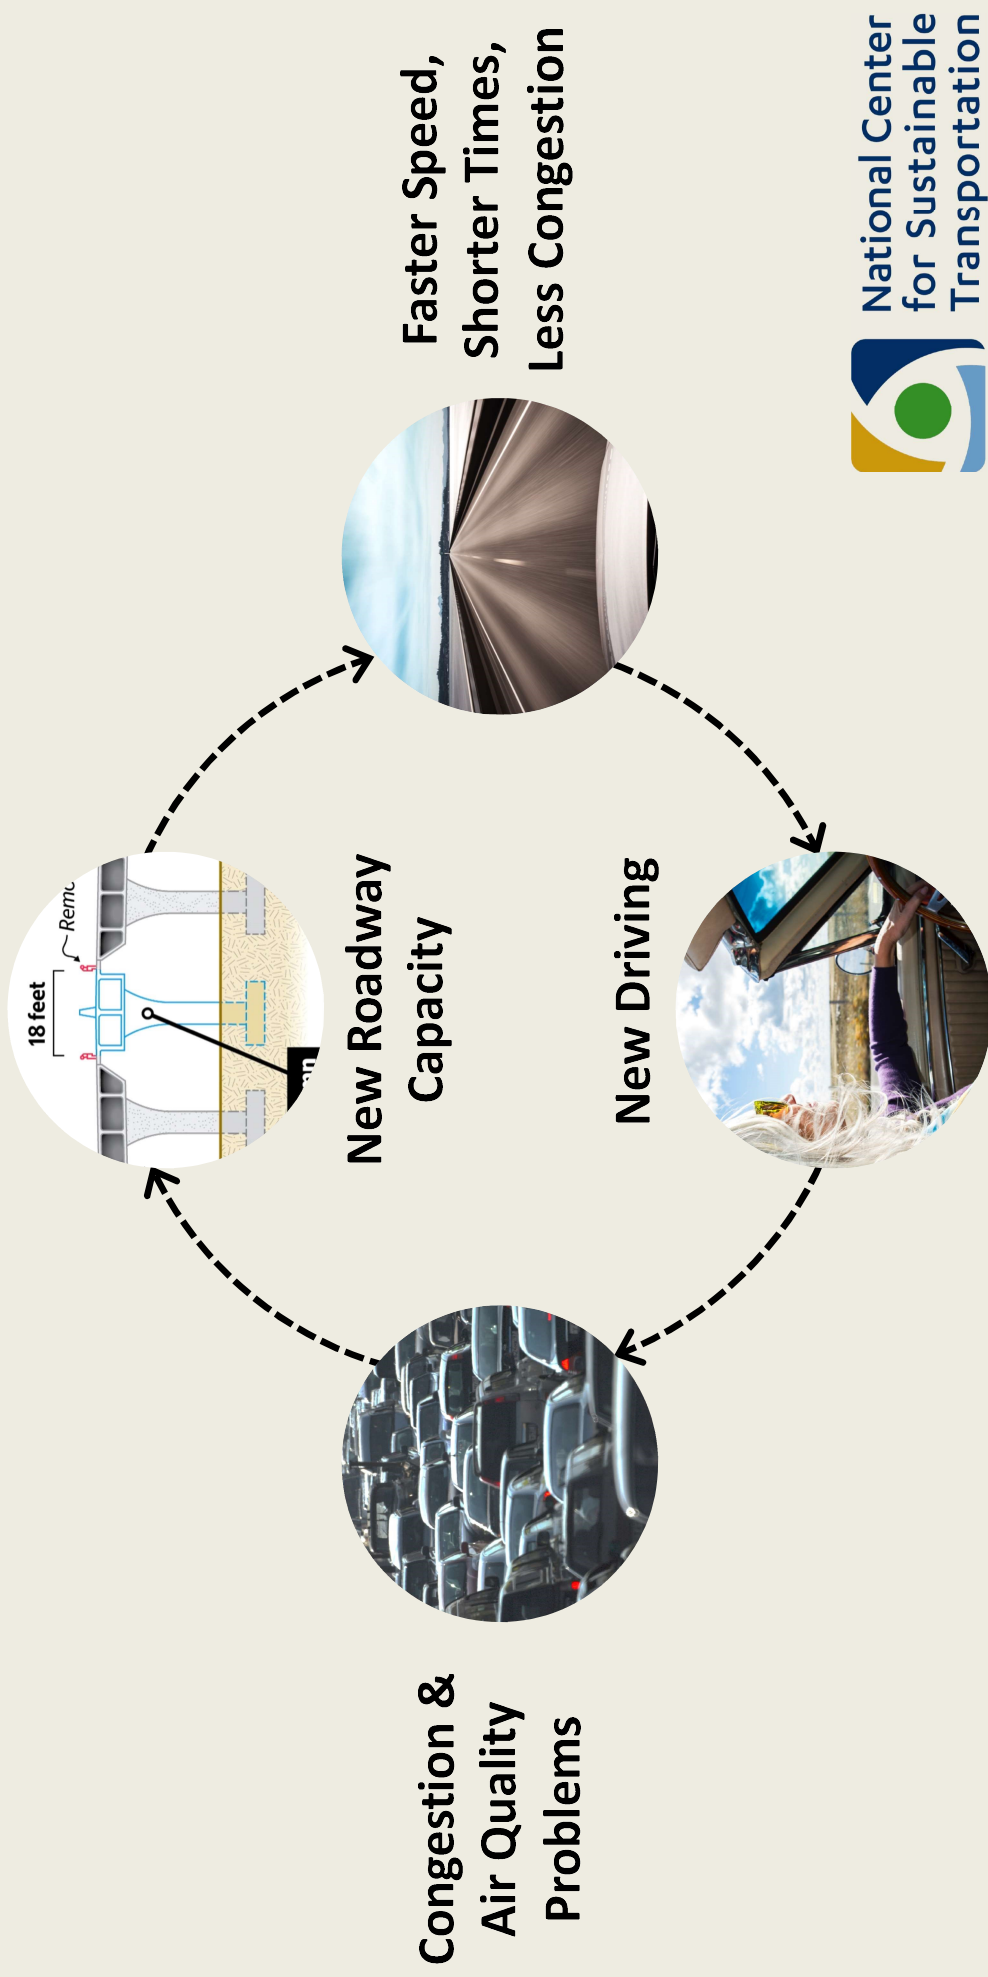 18 feet
New Roadway
Capacity
Faster Speed,
Shorter Times,
Less Congestion
New Driving
Congestion &
Air Quality
Problems
National Center
for Sustainable
Transportation